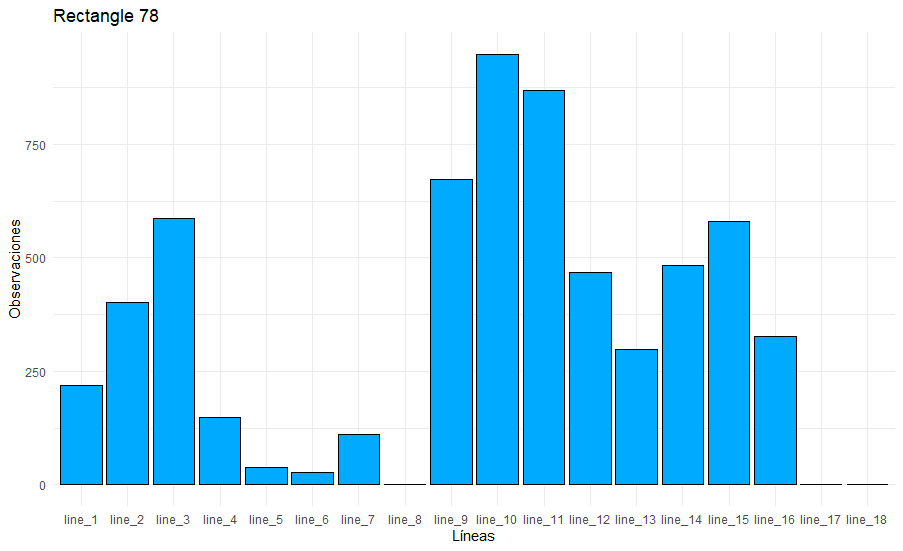 Rectangle 78
Observaciones
750
500
250
0
line_1 line_2 line_3 line_4 line_5 line_6 line_7 line_8 line_9 line_10 line_11 line_12 line_13 line_14 line_15 line_16 line_17 line_18
Líneas